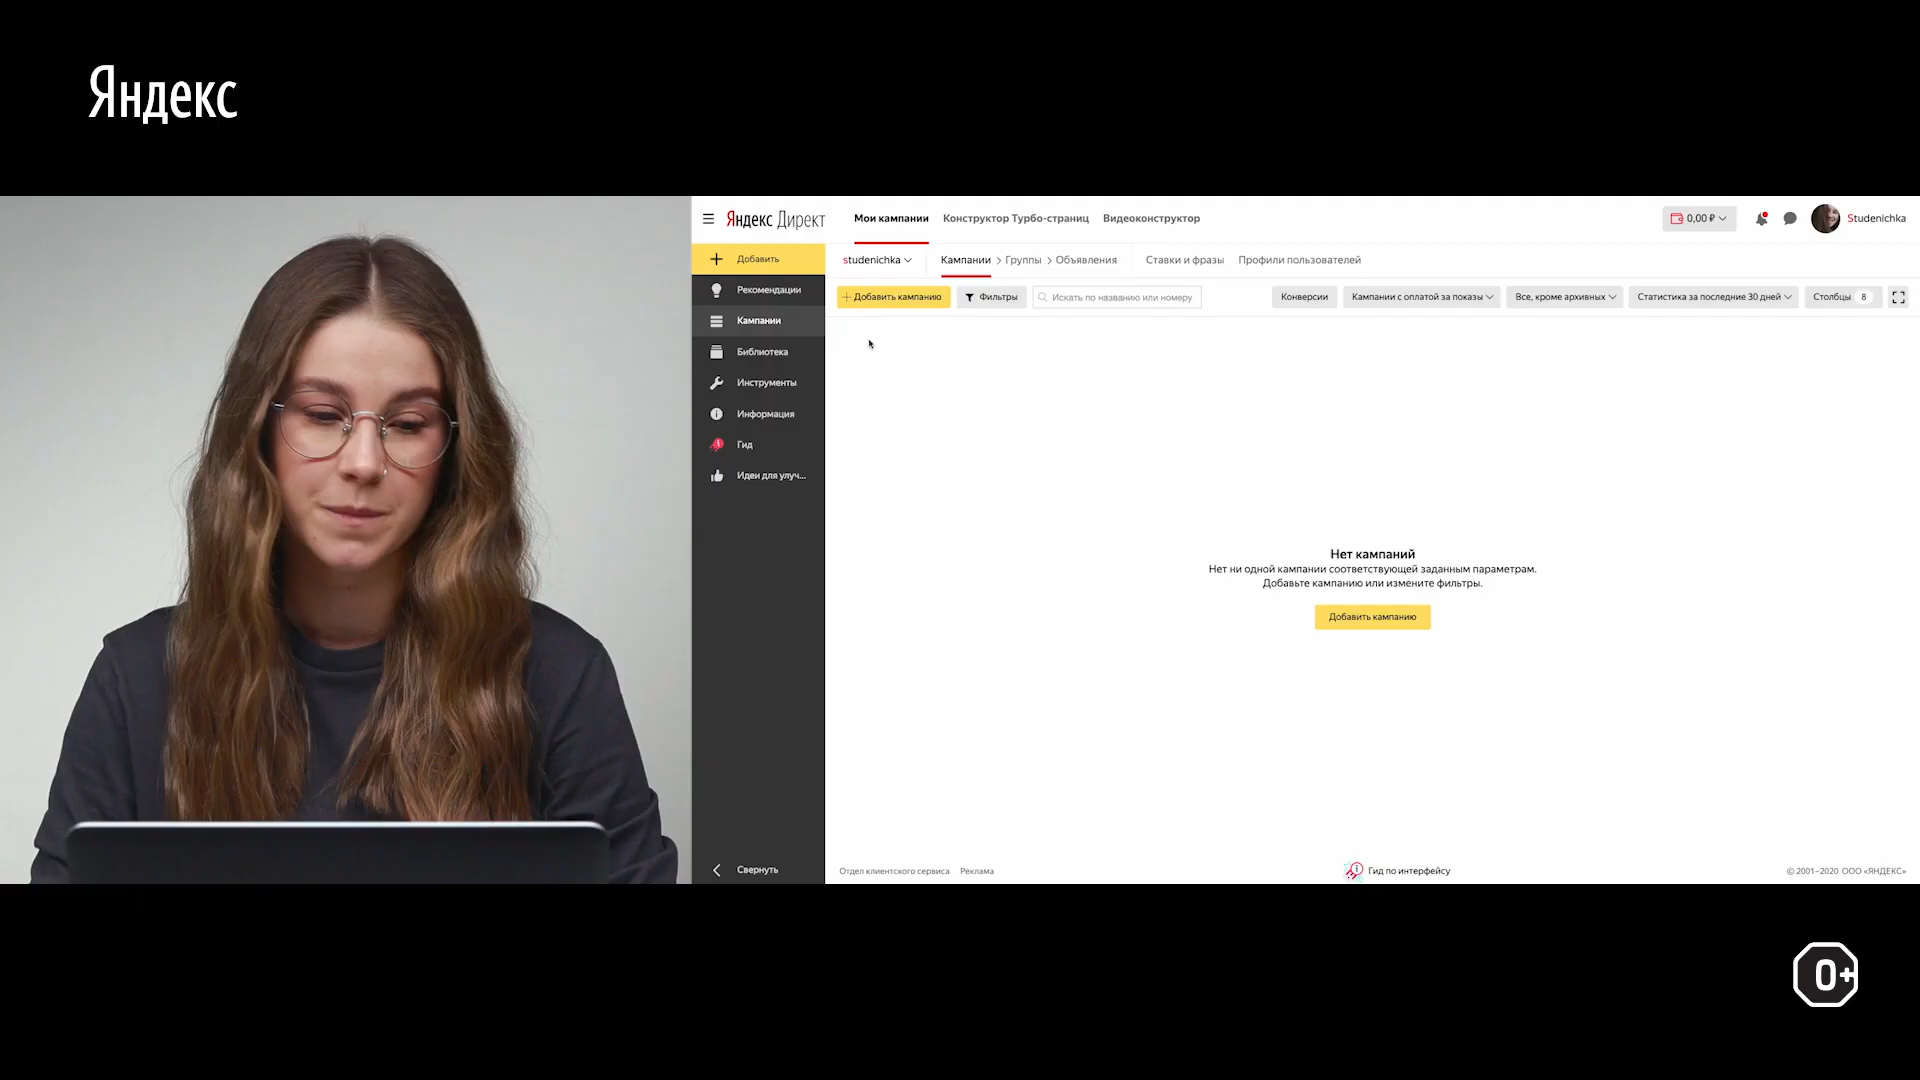 Яндекс
Яндекс Директ
Мои кампании
Конструктор Турбо-страниц
Видеоконструктор
0,00 ₽
Studenichka
Добавить
studenichka
Кампании
Группы
Объявления
Ставки и фразы
Профили пользователей
Рекомендации
Добавить кампанию
Фильтры
Искать по названию или номеру
Конверсии
Кампании с оплатой за показы
Все, кроме архивных
Статистика за последние 30 дней
Столбцы 8
Кампании
Библиотека
Инструменты
Информация
Гид
Идеи для улуч...
Нет кампаний
Нет ни одной кампании соответствующей заданным параметрам.
Добавьте кампанию или измените фильтры.
Добавить кампанию
Свернуть
Отдел клиентского сервиса
Реклама
Гид по интерфейсу
© 2001–2020 ООО «ЯНДЕКС»
0+